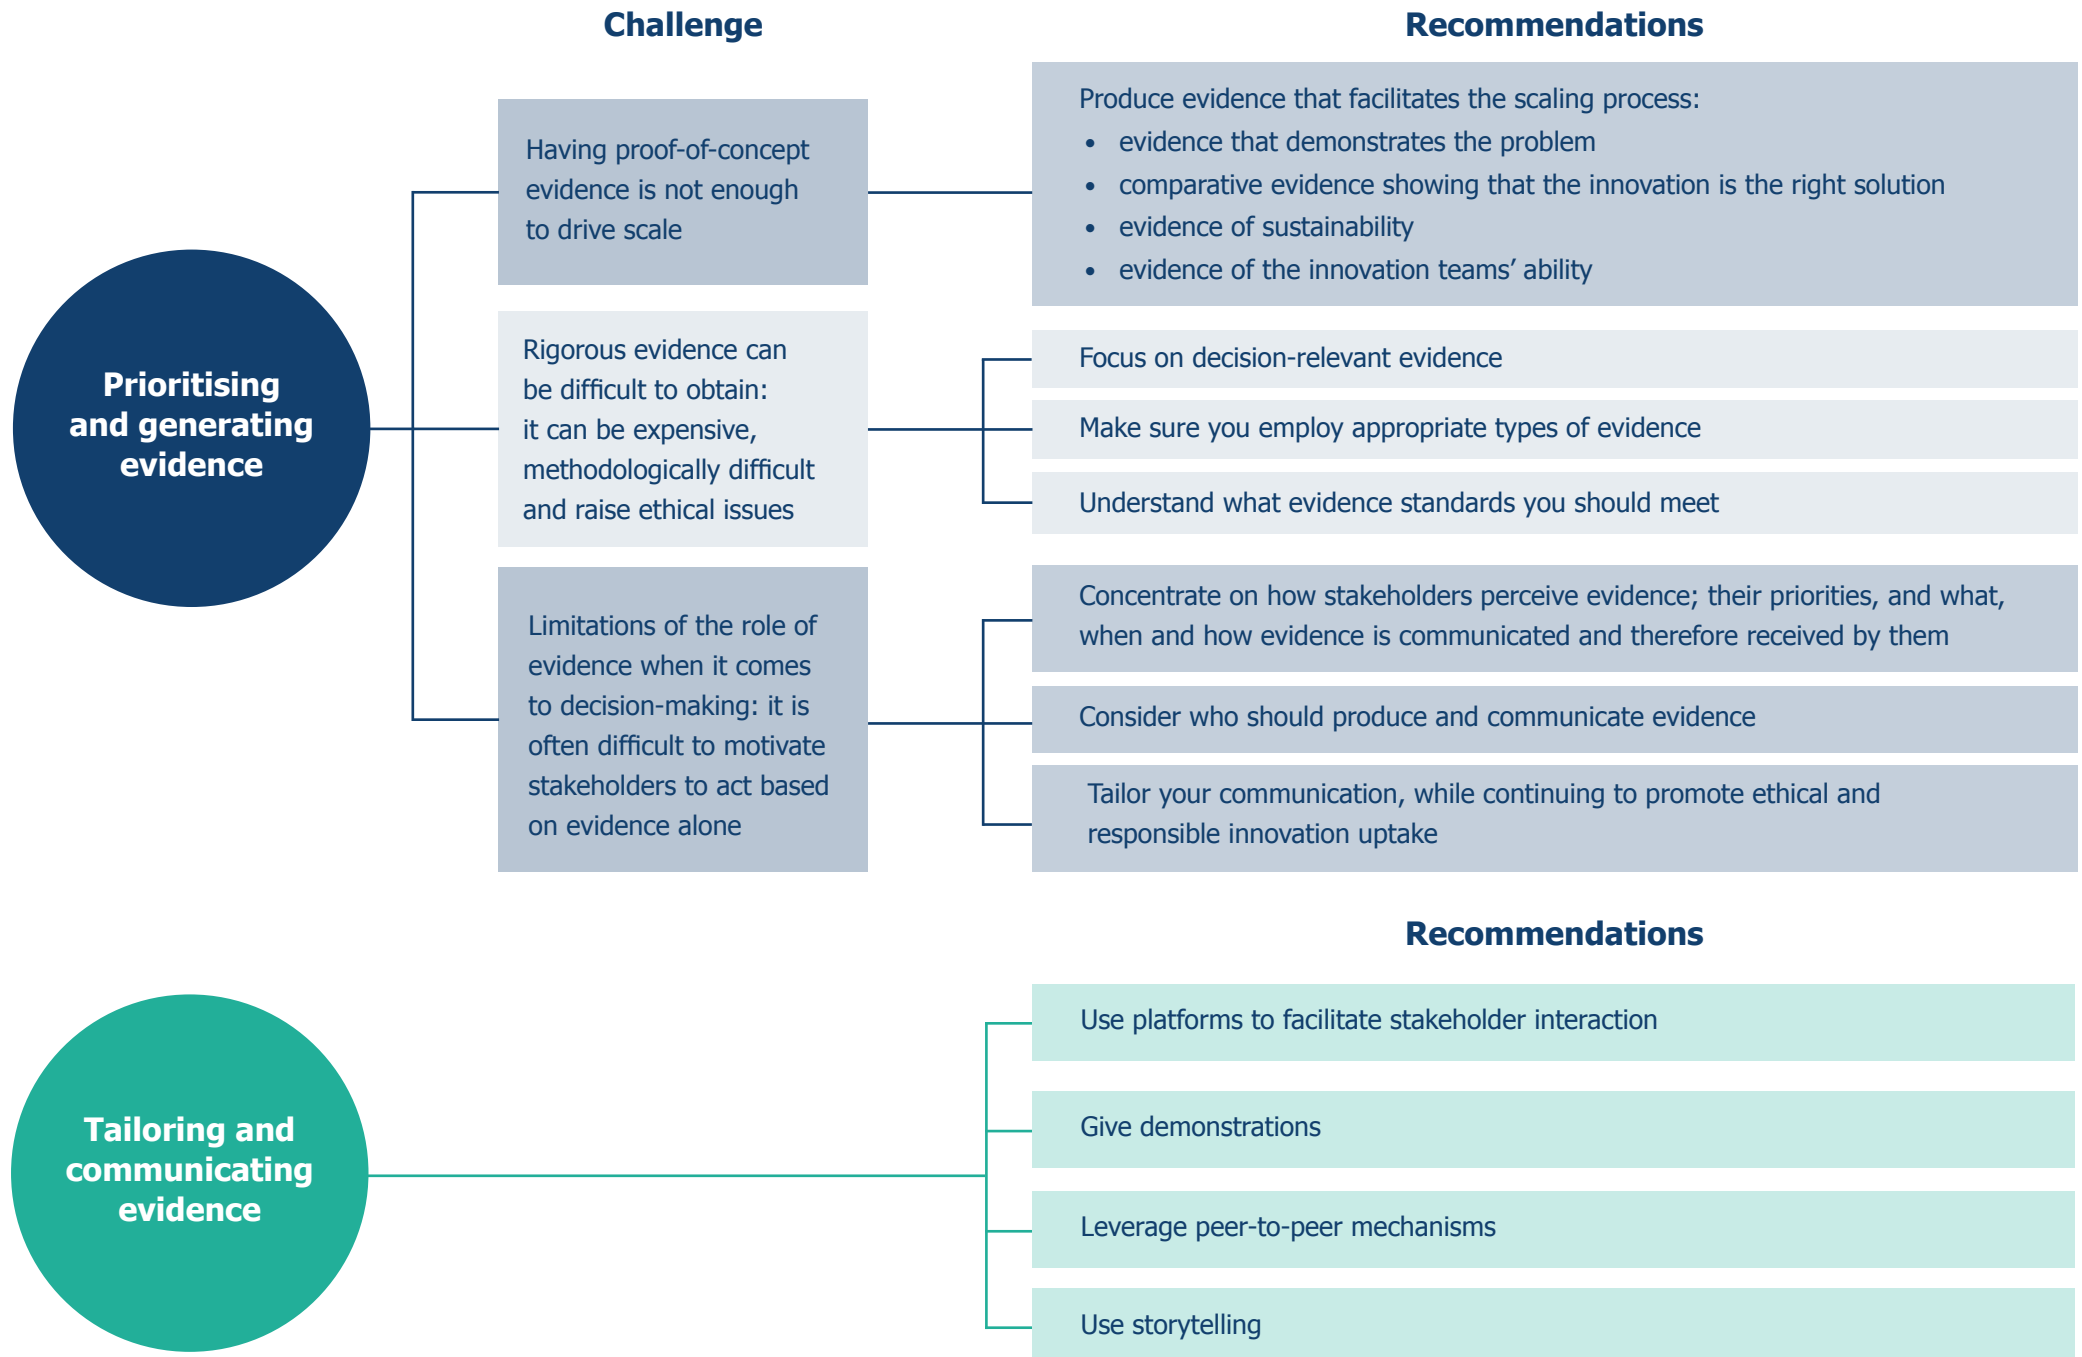 Challenge
Recommendations
Prioritising
and generating
evidence
Having proof-of-concept
evidence is not enough
to drive scale
Produce evidence that facilitates the scaling process:
• evidence that demonstrates the problem
• comparative evidence showing that the innovation is the right solution
• evidence of sustainability
• evidence of the innovation teams’ ability
Rigorous evidence can
be difficult to obtain:
it can be expensive,
methodologically difficult
and raise ethical issues
Focus on decision-relevant evidence
Make sure you employ appropriate types of evidence
Understand what evidence standards you should meet
Limitations of the role of
evidence when it comes
to decision-making: it is
often difficult to motivate
stakeholders to act based
on evidence alone
Concentrate on how stakeholders perceive evidence; their priorities, and what,
when and how evidence is communicated and therefore received by them
Consider who should produce and communicate evidence
Tailor your communication, while continuing to promote ethical and
responsible innovation uptake
Recommendations
Tailoring and
communicating
evidence
Use platforms to facilitate stakeholder interaction
Give demonstrations
Leverage peer-to-peer mechanisms
Use storytelling